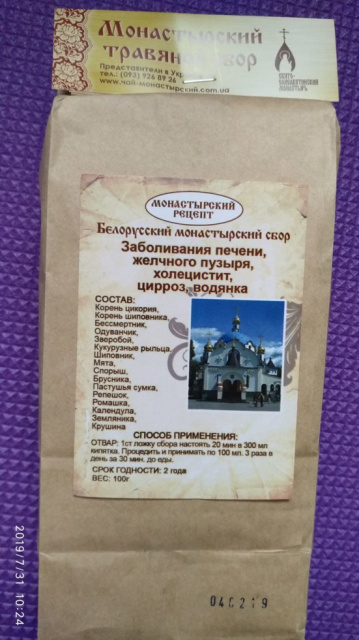 Монастырский
травяной сбор
Представители в Укр
тел.: (093) 926 89 26
www.чай-монастырский.com.ua
СВЯТО-
МОНАСТЫРЬ
МОНАСТЫРСКИЙ
РЕЦЕПТ
Белорусский монастырский сбор
Заболивания печени,
желчного пузыря,
холецистит,
цирроз, водянка
СОСТАВ:
Корень цикория,
Корень шиповника,
Бессмертник,
Одуванчик,
Зверобой,
Кукурузные рыльца,
Шиповник,
Мята,
Спорыш,
Брусника,
Пастушья сумка,
Репешок,
Ромашка,
Календула,
Земляника,
Крушина
СПОСОБ ПРИМЕНЕНИЯ:
ОТВАР: 1ст ложку сбора настоять 20 мин в 300 мл
кипятка. Процедить и принимать по 100 мл. 3 раза в
день за 30 мин. до еды.
СРОК ГОДНОСТИ: 2 года
ВЕС: 100г
040219
2019/7/31 10:24